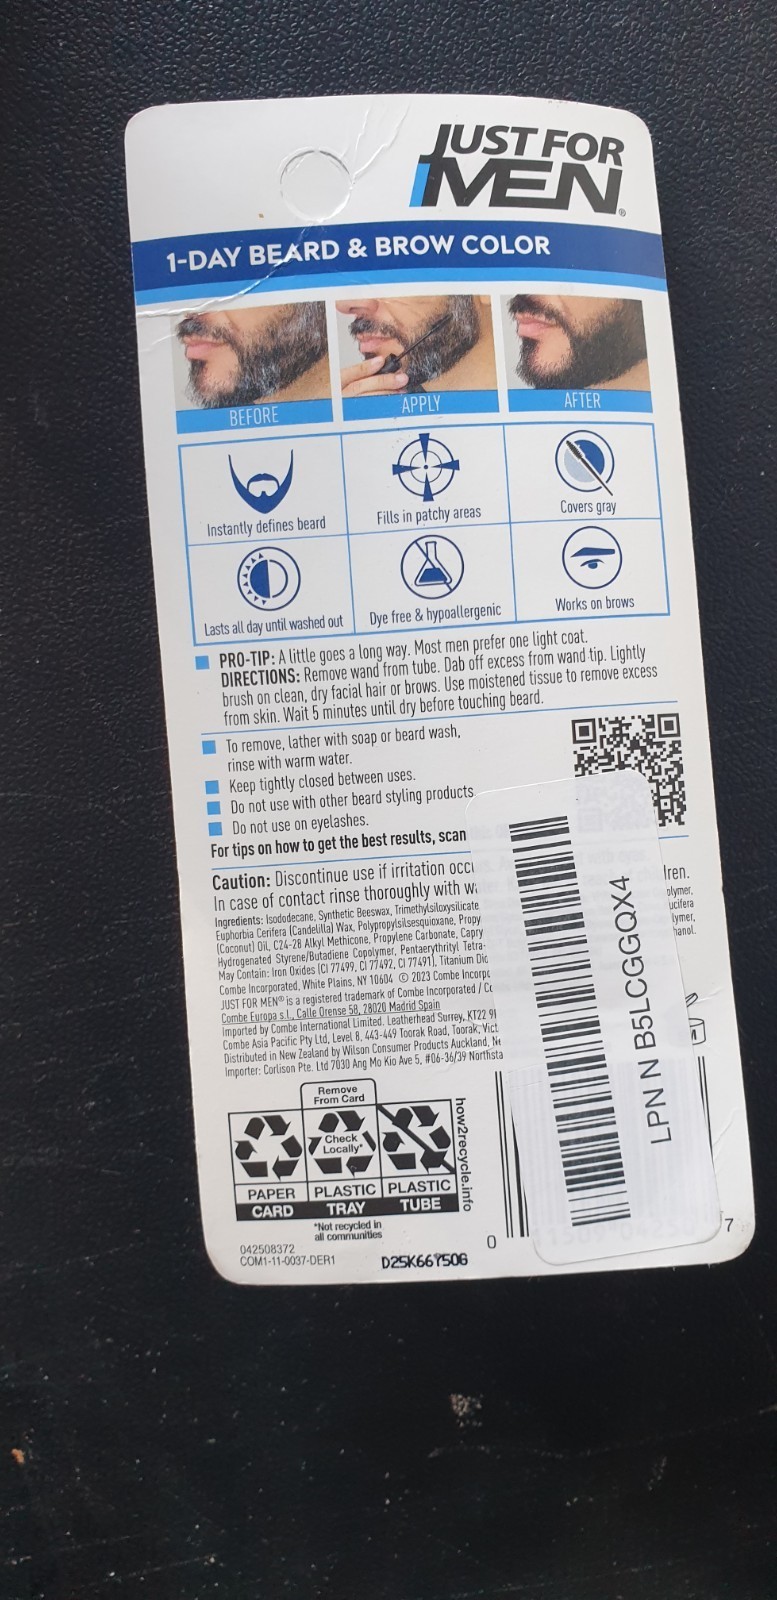 JUST FOR
MEN®
1-DAY BEARD & BROW COLOR
BEFORE
APPLY
AFTER
Instantly defines beard
Fills in patchy areas
Covers gray
Lasts all day until washed out
Dye free & hypoallergenic
Works on brows
PRO-TIP: A little goes a long way. Most men prefer one light coat.
DIRECTIONS: Remove wand from tube. Dab off excess from wand tip. Lightly
brush on clean, dry facial hair or brows. Use moistened tissue to remove excess
from skin. Wait 5 minutes until dry before touching beard.
To remove, lather with soap or beard wash,
rinse with warm water.
Keep tightly closed between uses.
Do not use with other beard styling products
Do not use on eyelashes.
For tips on how to get the best results, scan
Caution: Discontinue use if irritation
In case of contact rinse thoroughly with
Ingredients: Isododecane, Synthetic Beeswax, Trimethylsiloxysilicate
Euphorbia Cerifera (Candelilla) Wax, Polypropylsilsesquioxane,
(Coconut) Oil, C24-28 Alkyl Methicone, Propylene Carbonate,
Hydrogenated Styrene/Butadiene Copolymer, Pentaerythrityl Tetra-
May Contain: Iron Oxides (CI 77499, CI 77492, CI 77491), Titanium
Combe Incorporated, White Plains, NY 10604 © 2023 Combe
JUST FOR MEN® is a registered trademark of Combe Incorporated /
Combe Europa s.l., Calle Orense 58, 28020 Madrid Spain
Imported by Combe International Limited, Leatherhead Surrey, KT22
Combe Asia Pacific Pty Ltd, Level 8, 443-449 Toorak Road, Toorak,
Distributed in New Zealand by Wilson Consumer Products Auckland,
Importer: Corlison Pte. Ltd 7030 Ang Mo Kio Ave 5, #06-36/39
LPN N B5LCGGQX4
Remove
From Card
Check
Locally*
PAPER
PLASTIC
PLASTIC
CARD
TRAY
TUBE
how2recycle.info
*Not recycled in
all communities
042508372
COM1-11-0037-DER1
D25K66Y50G
0
7